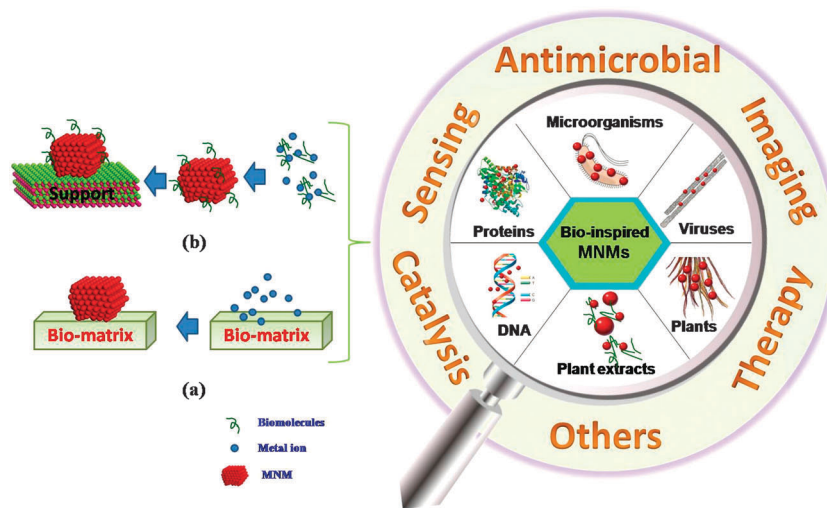 Support
(b)
Bio-matrix
Bio-matrix
(a)
Biomolecules
Metal ion
MNM
Antimicrobial
Sensing
Imaging
Catalysis
Therapy
Others
Microorganisms
Proteins
Viruses
Bio-inspired
MNMs
DNA
Plants
Plant extracts